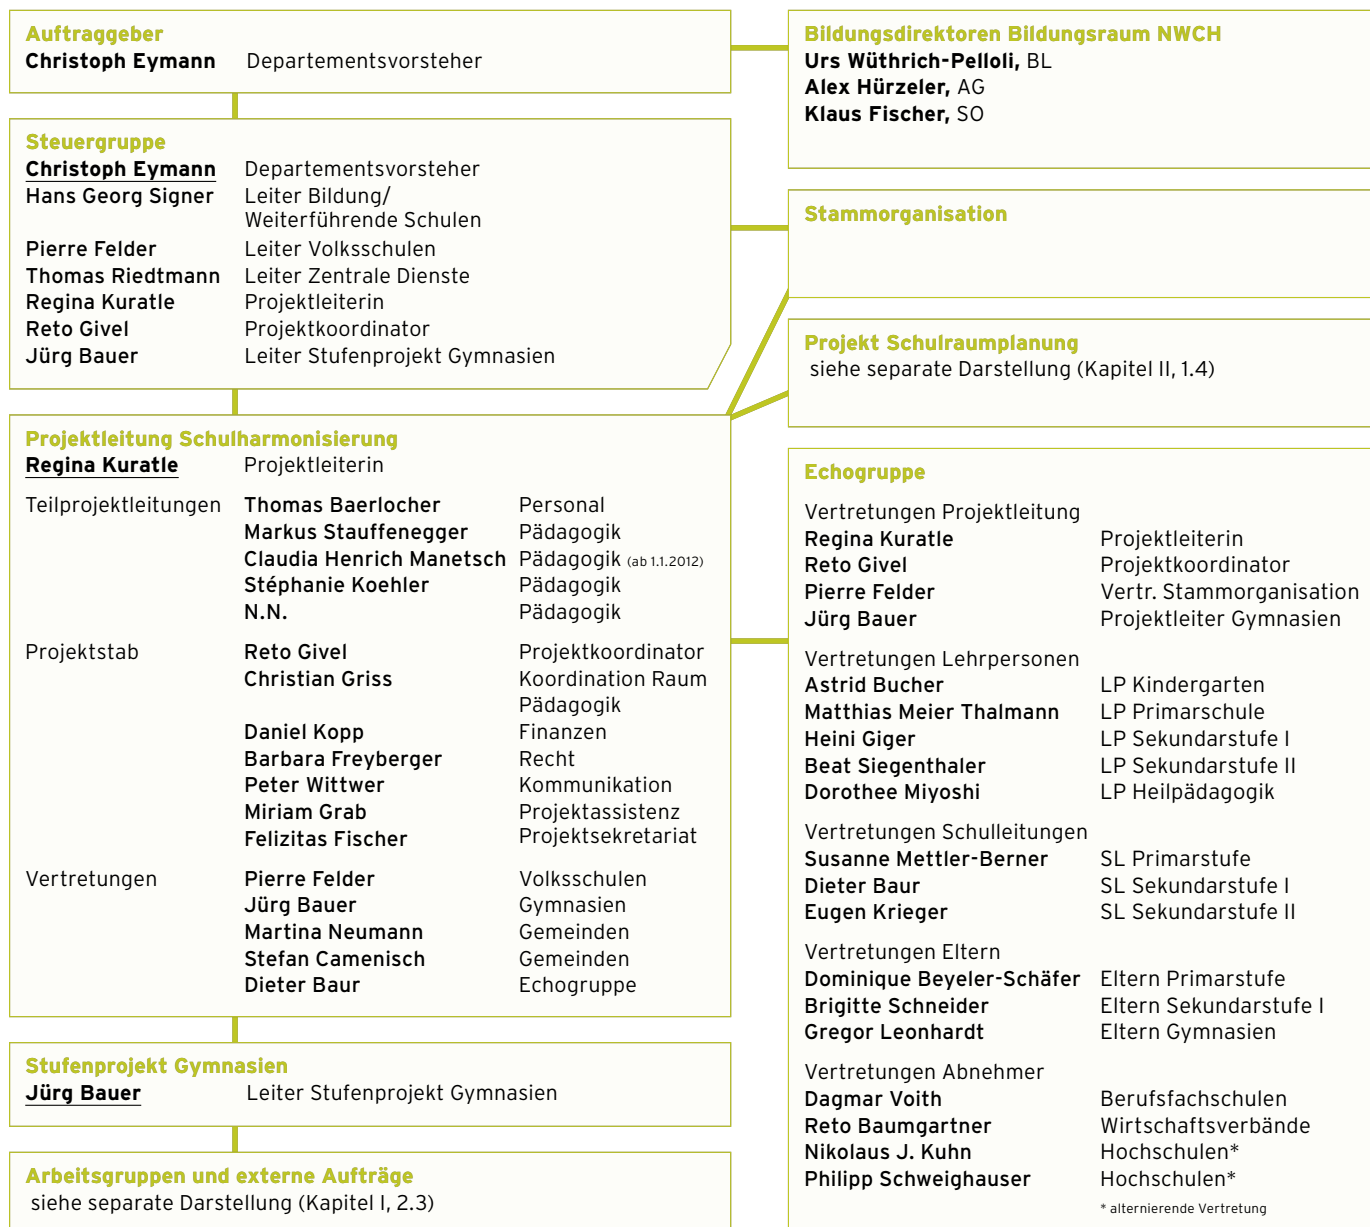 Auftraggeber
Christoph Eymann Departementsvorsteher
Steuergruppe
Christoph Eymann Departementsvorsteher
Hans Georg Signer Leiter Bildung/
Weiterführende Schulen
Pierre Felder Leiter Volksschulen
Thomas Riedtmann Leiter Zentrale Dienste
Regina Kuratle Projektleiterin
Reto Givel Projektkoordinator
Jürg Bauer Leiter Stufenprojekt Gymnasien
Projektleitung Schulharmonisierung
Regina Kuratle Projektleiterin
Teilprojektleitungen Thomas Baerlocher Personal
Markus Stauffenegger Pädagogik
Claudia Henrich Manetsch Pädagogik (ab 1.1.2012)
Stéphanie Koehler Pädagogik
N.N. Pädagogik
Projektstab Reto Givel Projektkoordinator
Christian Griss Koordination Raum
Pädagogik
Daniel Kopp Finanzen
Barbara Freyberger Recht
Peter Wittwer Kommunikation
Miriam Grab Projektassistenz
Felizitas Fischer Projektsekretariat
Vertretungen Pierre Felder Volksschulen
Jürg Bauer Gymnasien
Martina Neumann Gemeinden
Stefan Camenisch Gemeinden
Dieter Baur Echogruppe
Stufenprojekt Gymnasien
Jürg Bauer Leiter Stufenprojekt Gymnasien
Arbeitsgruppen und externe Aufträge
siehe separate Darstellung (Kapitel I, 2.3)
Bildungsdirektoren Bildungsraum NWCH
Urs Wüthrich-Pelloli, BL
Alex Hürzeler, AG
Klaus Fischer, SO
Stammorganisation
Projekt Schulraumplanung
siehe separate Darstellung (Kapitel II, 1.4)
Echogruppe
Vertretungen Projektleitung
Regina Kuratle Projektleiterin
Reto Givel Projektkoordinator
Pierre Felder Vertr. Stammorganisation
Jürg Bauer Projektleiter Gymnasien
Vertretungen Lehrpersonen
Astrid Bucher LP Kindergarten
Matthias Meier Thalmann LP Primarschule
Heini Giger LP Sekundarstufe I
Beat Siegenthaler LP Sekundarstufe II
Dorothee Miyoshi LP Heilpädagogik
Vertretungen Schulleitungen
Susanne Mettler-Berner SL Primarstufe
Dieter Baur SL Sekundarstufe I
Eugen Krieger SL Sekundarstufe II
Vertretungen Eltern
Dominique Beyeler-Schäfer Eltern Primarstufe
Brigitte Schneider Eltern Sekundarstufe I
Gregor Leonhardt Eltern Gymnasien
Vertretungen Abnehmer
Dagmar Voith Berufsfachschulen
Reto Baumgartner Wirtschaftsverbände
Nikolaus J. Kuhn Hochschulen*
Philipp Schweighauser Hochschulen*
* alternierende Vertretung